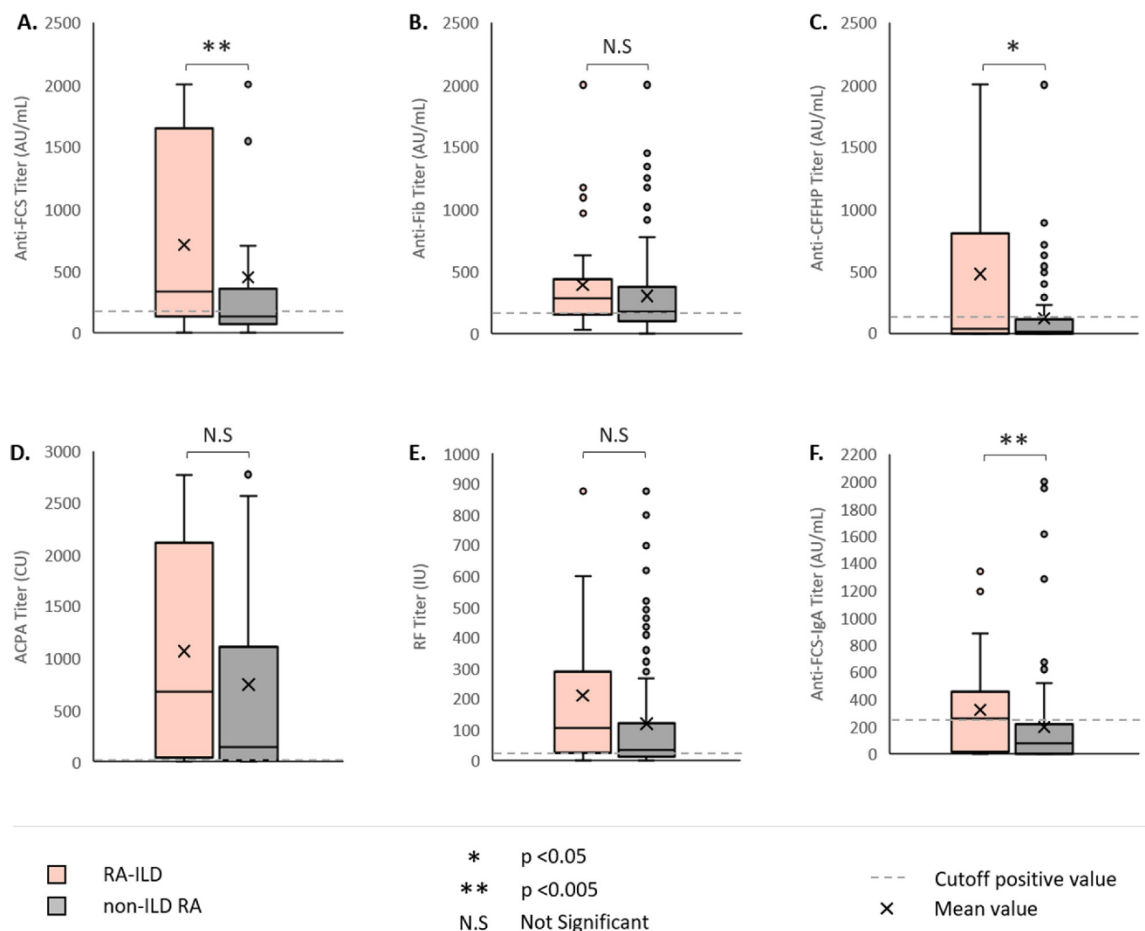 A.
Anti-FCS Titer (AU/mL)
2500
2000
1500
1000
500
0
**
B.
Anti-Fib Titer (AU/mL)
2500
2000
1500
1000
500
0
N.S
C.
Anti-CFFHP Titer (AU/mL)
2500
2000
1500
1000
500
0
*
D.
ACPA Titer (CU)
3000
2500
2000
1500
1000
500
0
N.S
E.
RF Titer (IU)
1000
900
800
700
600
500
400
300
200
100
0
N.S
F.
Anti-FCS-IgA Titer (AU/mL)
2200
2000
1800
1600
1400
1200
1000
800
600
400
200
0
**
RA-ILD
non-ILD RA
* p <0.05
** p <0.005
N.S Not Significant
Cutoff positive value
Mean value